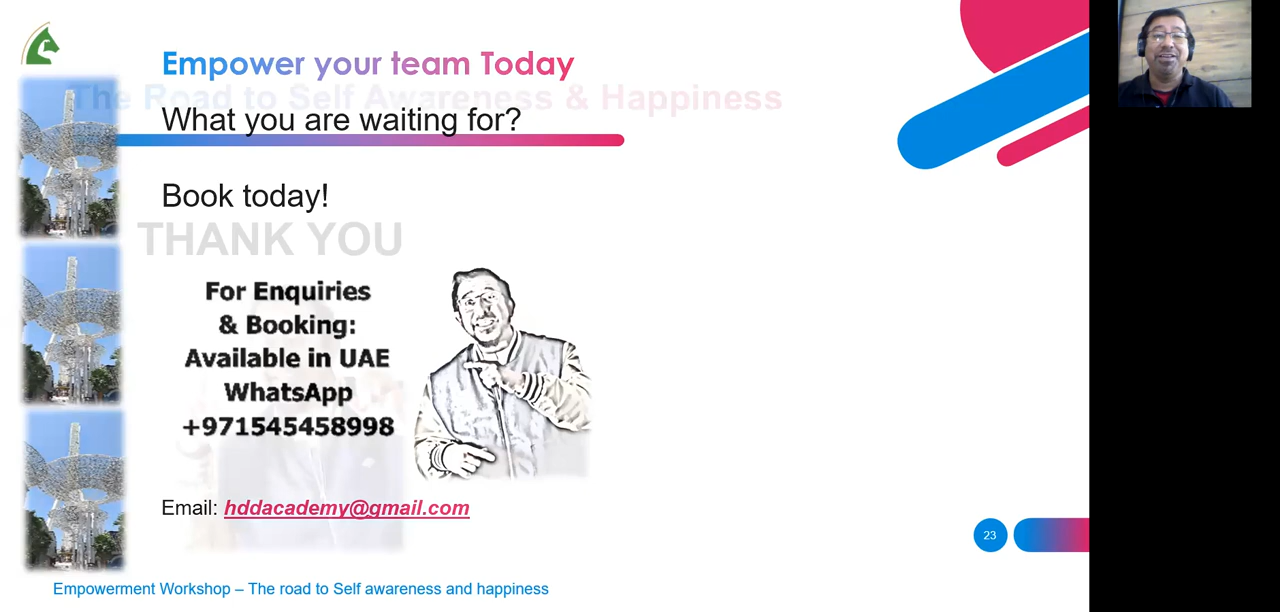 Empower your team Today
The Road to Self Awareness & Happiness
What you are waiting for?
Book today!
THANK YOU
For Enquiries
& Booking:
Available in UAE
WhatsApp
+971545458998
Email: hddacademy@gmail.com
23
Empowerment Workshop – The road to Self awareness and happiness